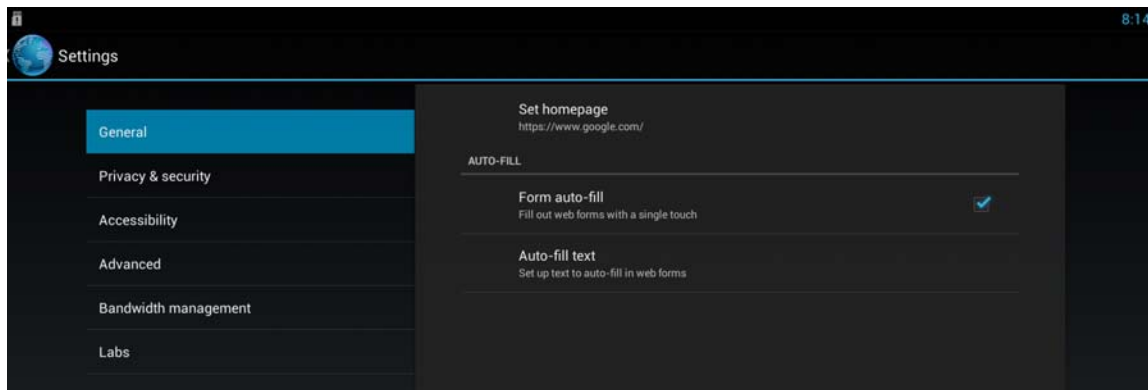 8:14
Settings
General
Privacy & security
Accessibility
Advanced
Bandwidth management
Labs
Set homepage
https://www.google.com/
AUTO-FILL
Form auto-fill
Fill out web forms with a single touch
Auto-fill text
Set up text to auto-fill in web forms